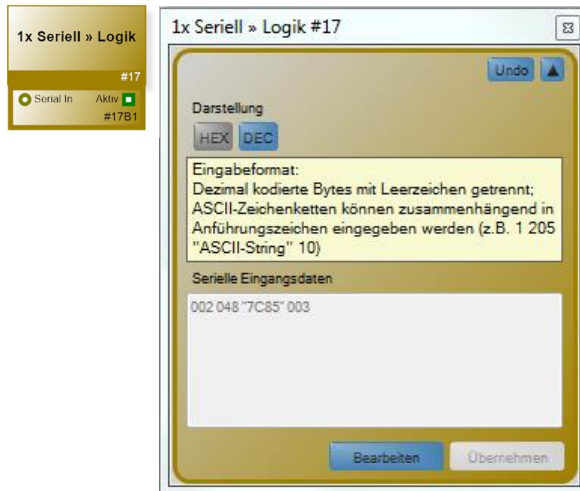 1x Seriell » Logik
#17
Serial In Aktiv
#17B1
1x Seriell » Logik #17
Undo
Darstellung
HEX DEC
Eingabeformat:
Dezimal kodierte Bytes mit Leerzeichen getrennt;
ASCII-Zeichenketten können zusammenhängend in
Anführungszeichen eingegeben werden (z.B. 1 205
"ASCII-String" 10)
Serielle Eingangsdaten
002 048 "7C85" 003
Bearbeiten Übernehmen